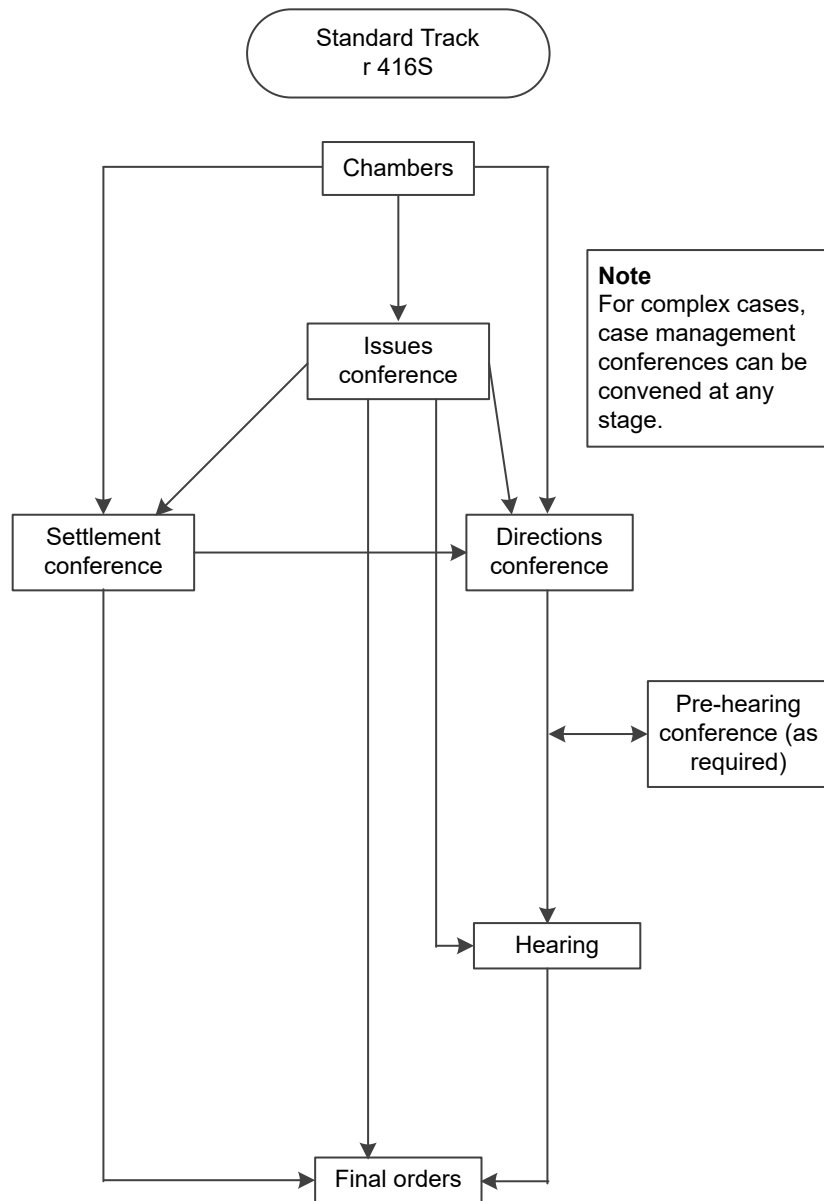 Standard Track
r 416S
Chambers
Note
For complex cases,
case management
conferences can be
convened at any
stage.
Issues
conference
Settlement
conference
Directions
conference
Pre-hearing
conference (as
required)
Hearing
Final orders